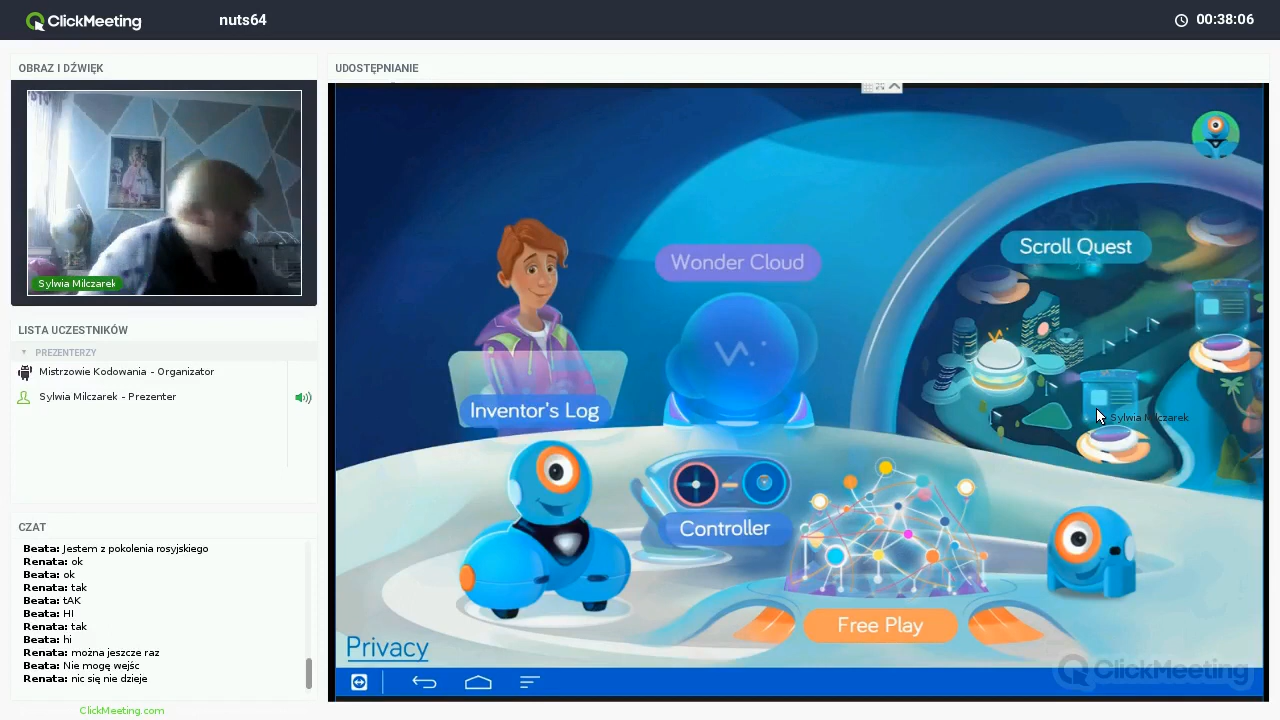 ClickMeeting
nuts64
00:38:06
OBRAZ I DŹWIĘK
Sylwia Milczarek
LISTA UCZESTNIKÓW
PREZENTERZY
Mistrzowie Kodowania - Organizator
Sylwia Milczarek - Prezenter
CZAT
Beata: Jestem z pokolenia rosyjskiego
Renata: ok
Beata: ok
Renata: tak
Beata: tAK
Beata: HI
Renata: tak
Beata: hi
Renata: można jeszcze raz
Beata: Nie mogę wejśc
Renata: nic się nie dzieje
ClickMeeting.com
UDOSTĘPNIANIE
Wonder Cloud
Scroll Quest
Inventor's Log
Sylwia Milczarek
Controller
Free Play
Privacy
ClickMeeting